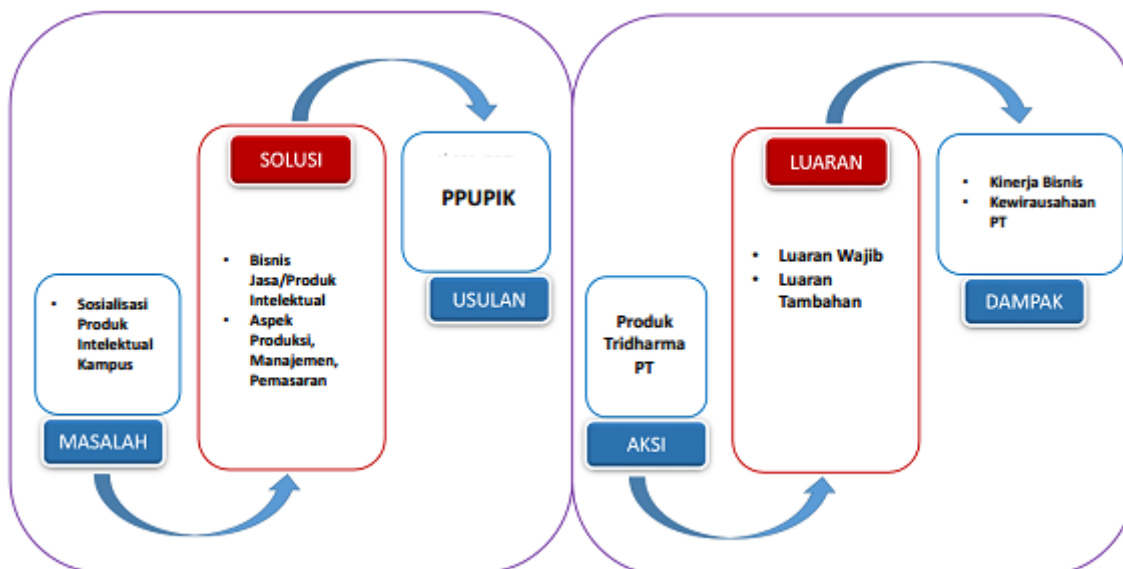 MASALAH
• Sosialisasi
Produk
Intelektual
Kampus
SOLUSI
• Bisnis
Jasa/Produk
Intelektual
• Aspek
Produksi,
Manajemen,
Pemasaran
PPUPIK
USULAN
Produk
Tridharma
PT
AKSI
LUARAN
• Luaran Wajib
• Luaran
Tambahan
• Kinerja Bisnis
• Kewirausahaan
PT
DAMPAK